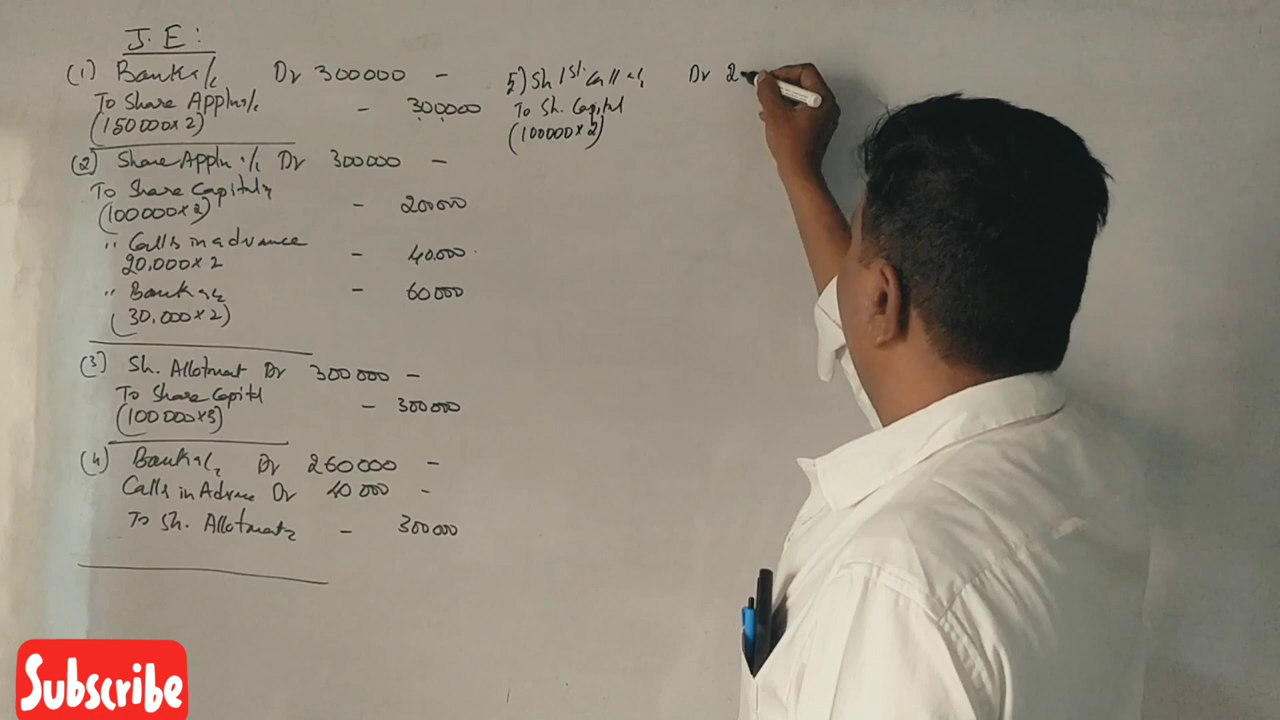 J. E:
(1) Bank a/c Dr 300000 -
To Share Appln a/c - 300000
(150000x2)
(2) Share Appln a/c Dr 300000 -
To Share Capital
(100000x2) - 200000
" Calls in advance
20,000x2 - 40000
" Bank a/c - 60000
(30,000x2)
(3) Sh. Allotment Dr 300000 -
To Share Capital
(100000x3) - 300000
(4) Bank a/c Dr 260000 -
Calls in Advance Dr 40000 -
To Sh. Allotment - 300000
5) Sh 1st Call a/c Dr 2
To Sh. Capital
(100000x2)
Subscribe